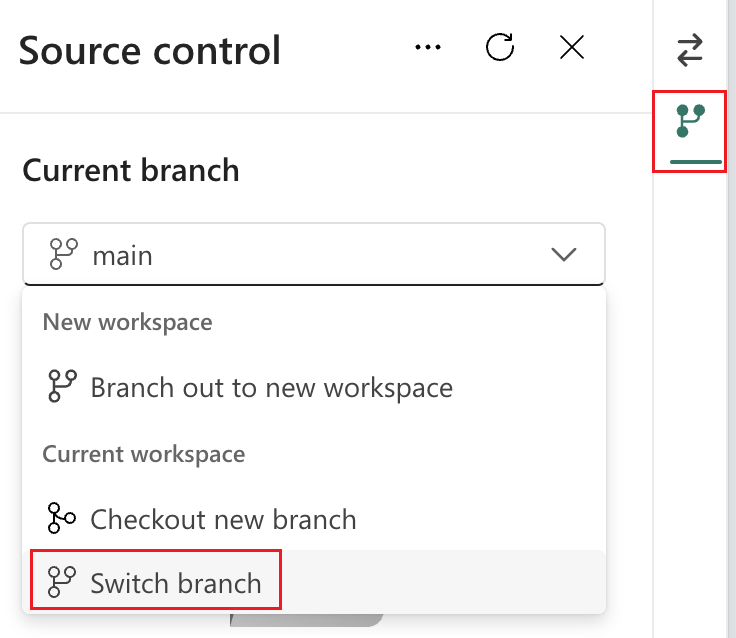 Source control
Current branch
main
New workspace
Branch out to new workspace
Current workspace
Checkout new branch
Switch branch